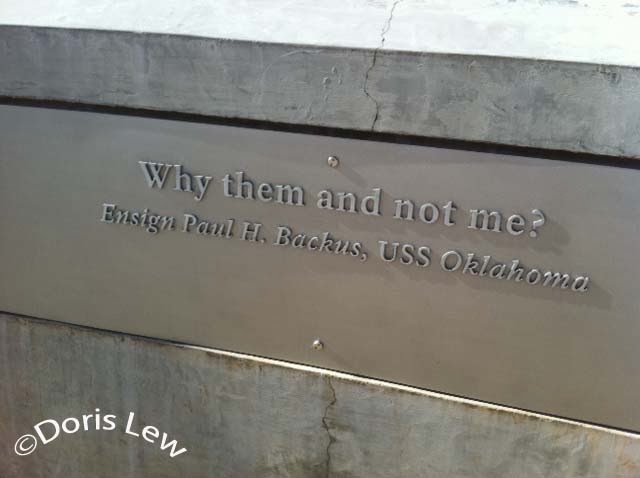 Why them and not me?
Ensign Paul H. Backus, USS Oklahoma
©Doris Lew